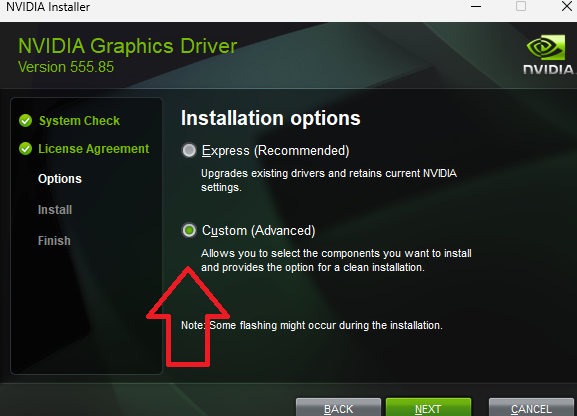 NVIDIA Installer
NVIDIA Graphics Driver
Version 555.85
NVIDIA.
System Check
License Agreement
Options
Install
Finish
Installation options
Express (Recommended)
Upgrades existing drivers and retains current NVIDIA
settings.
Custom (Advanced)
Allows you to select the components you want to install
and provides the option for a clean installation.
Note: Some flashing might occur during the installation.
BACK
NEXT
CANCEL